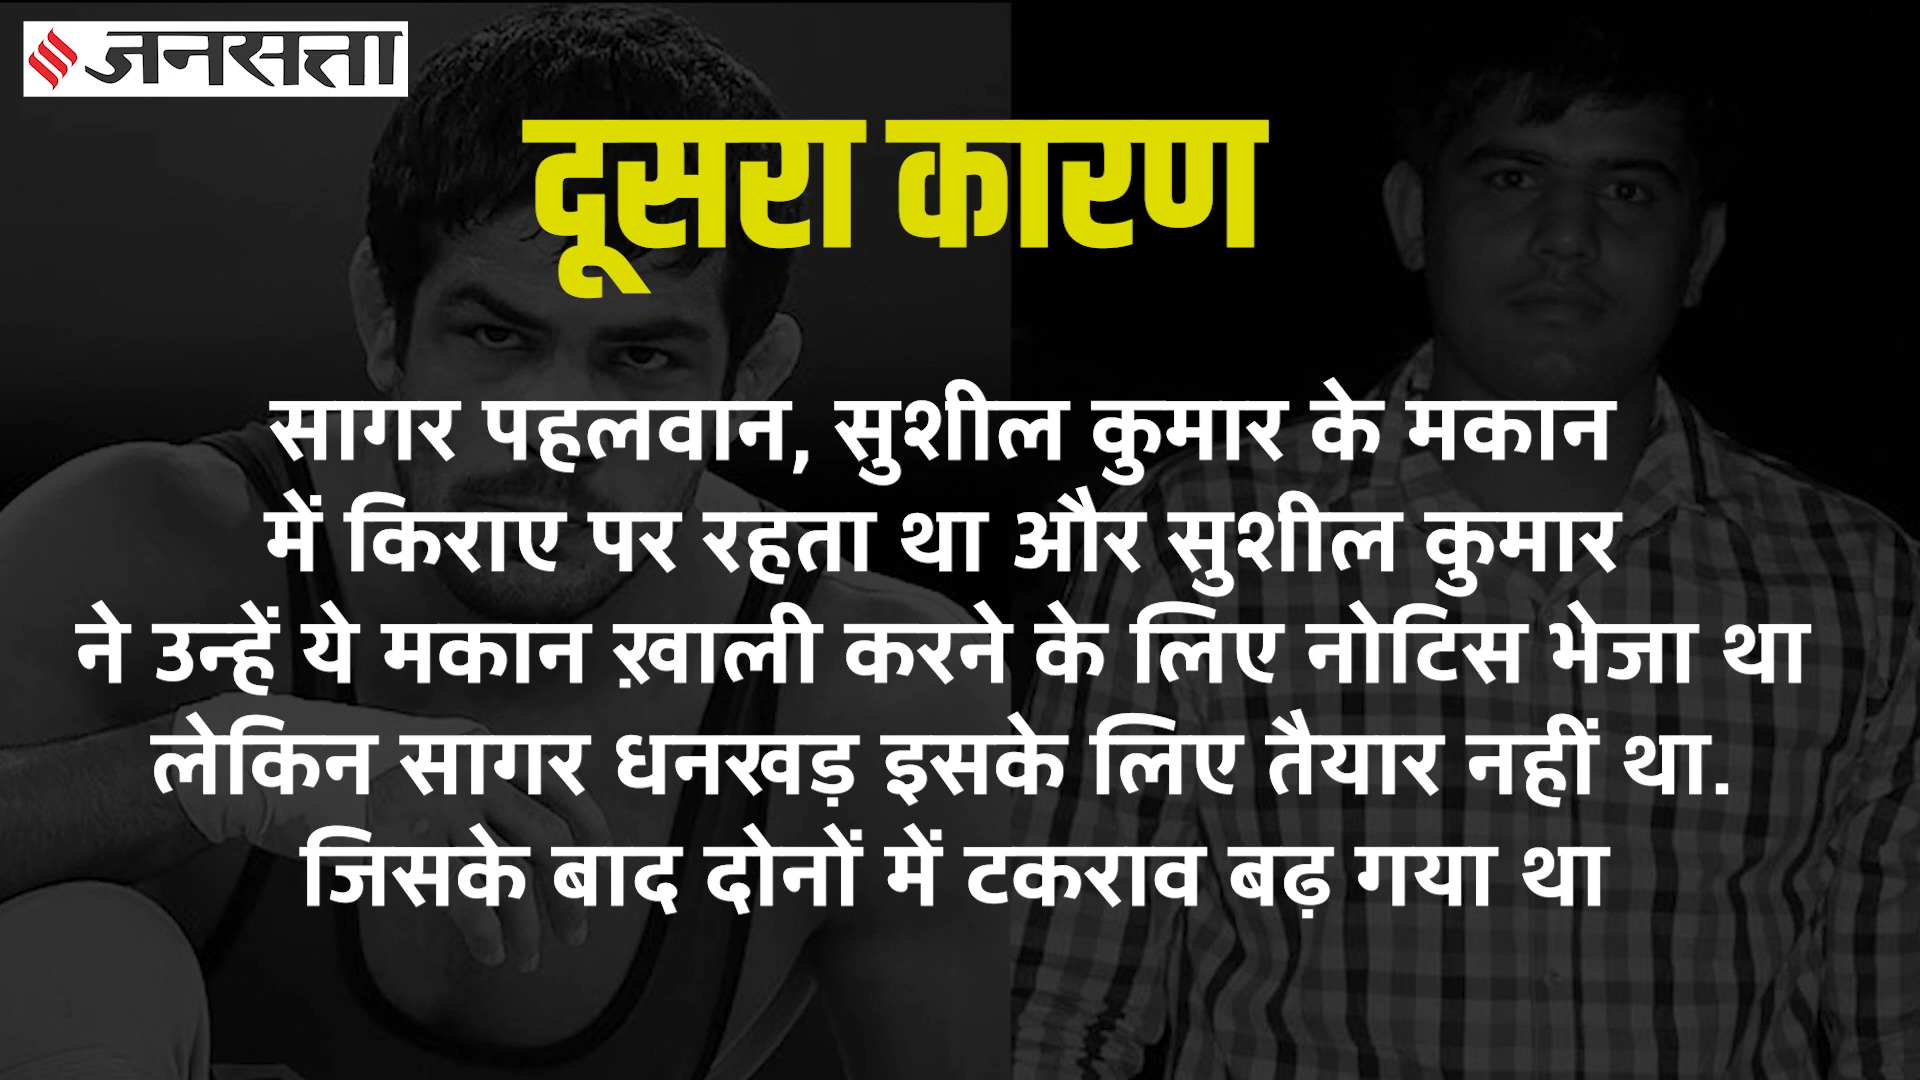 जनसत्ता
दूसरा कारण
सागर पहलवान, सुशील कुमार के मकान
में किराए पर रहता था और सुशील कुमार
ने उन्हें ये मकान ख़ाली करने के लिए नोटिस भेजा था
लेकिन सागर धनखड़ इसके लिए तैयार नहीं था.
जिसके बाद दोनों में टकराव बढ़ गया था